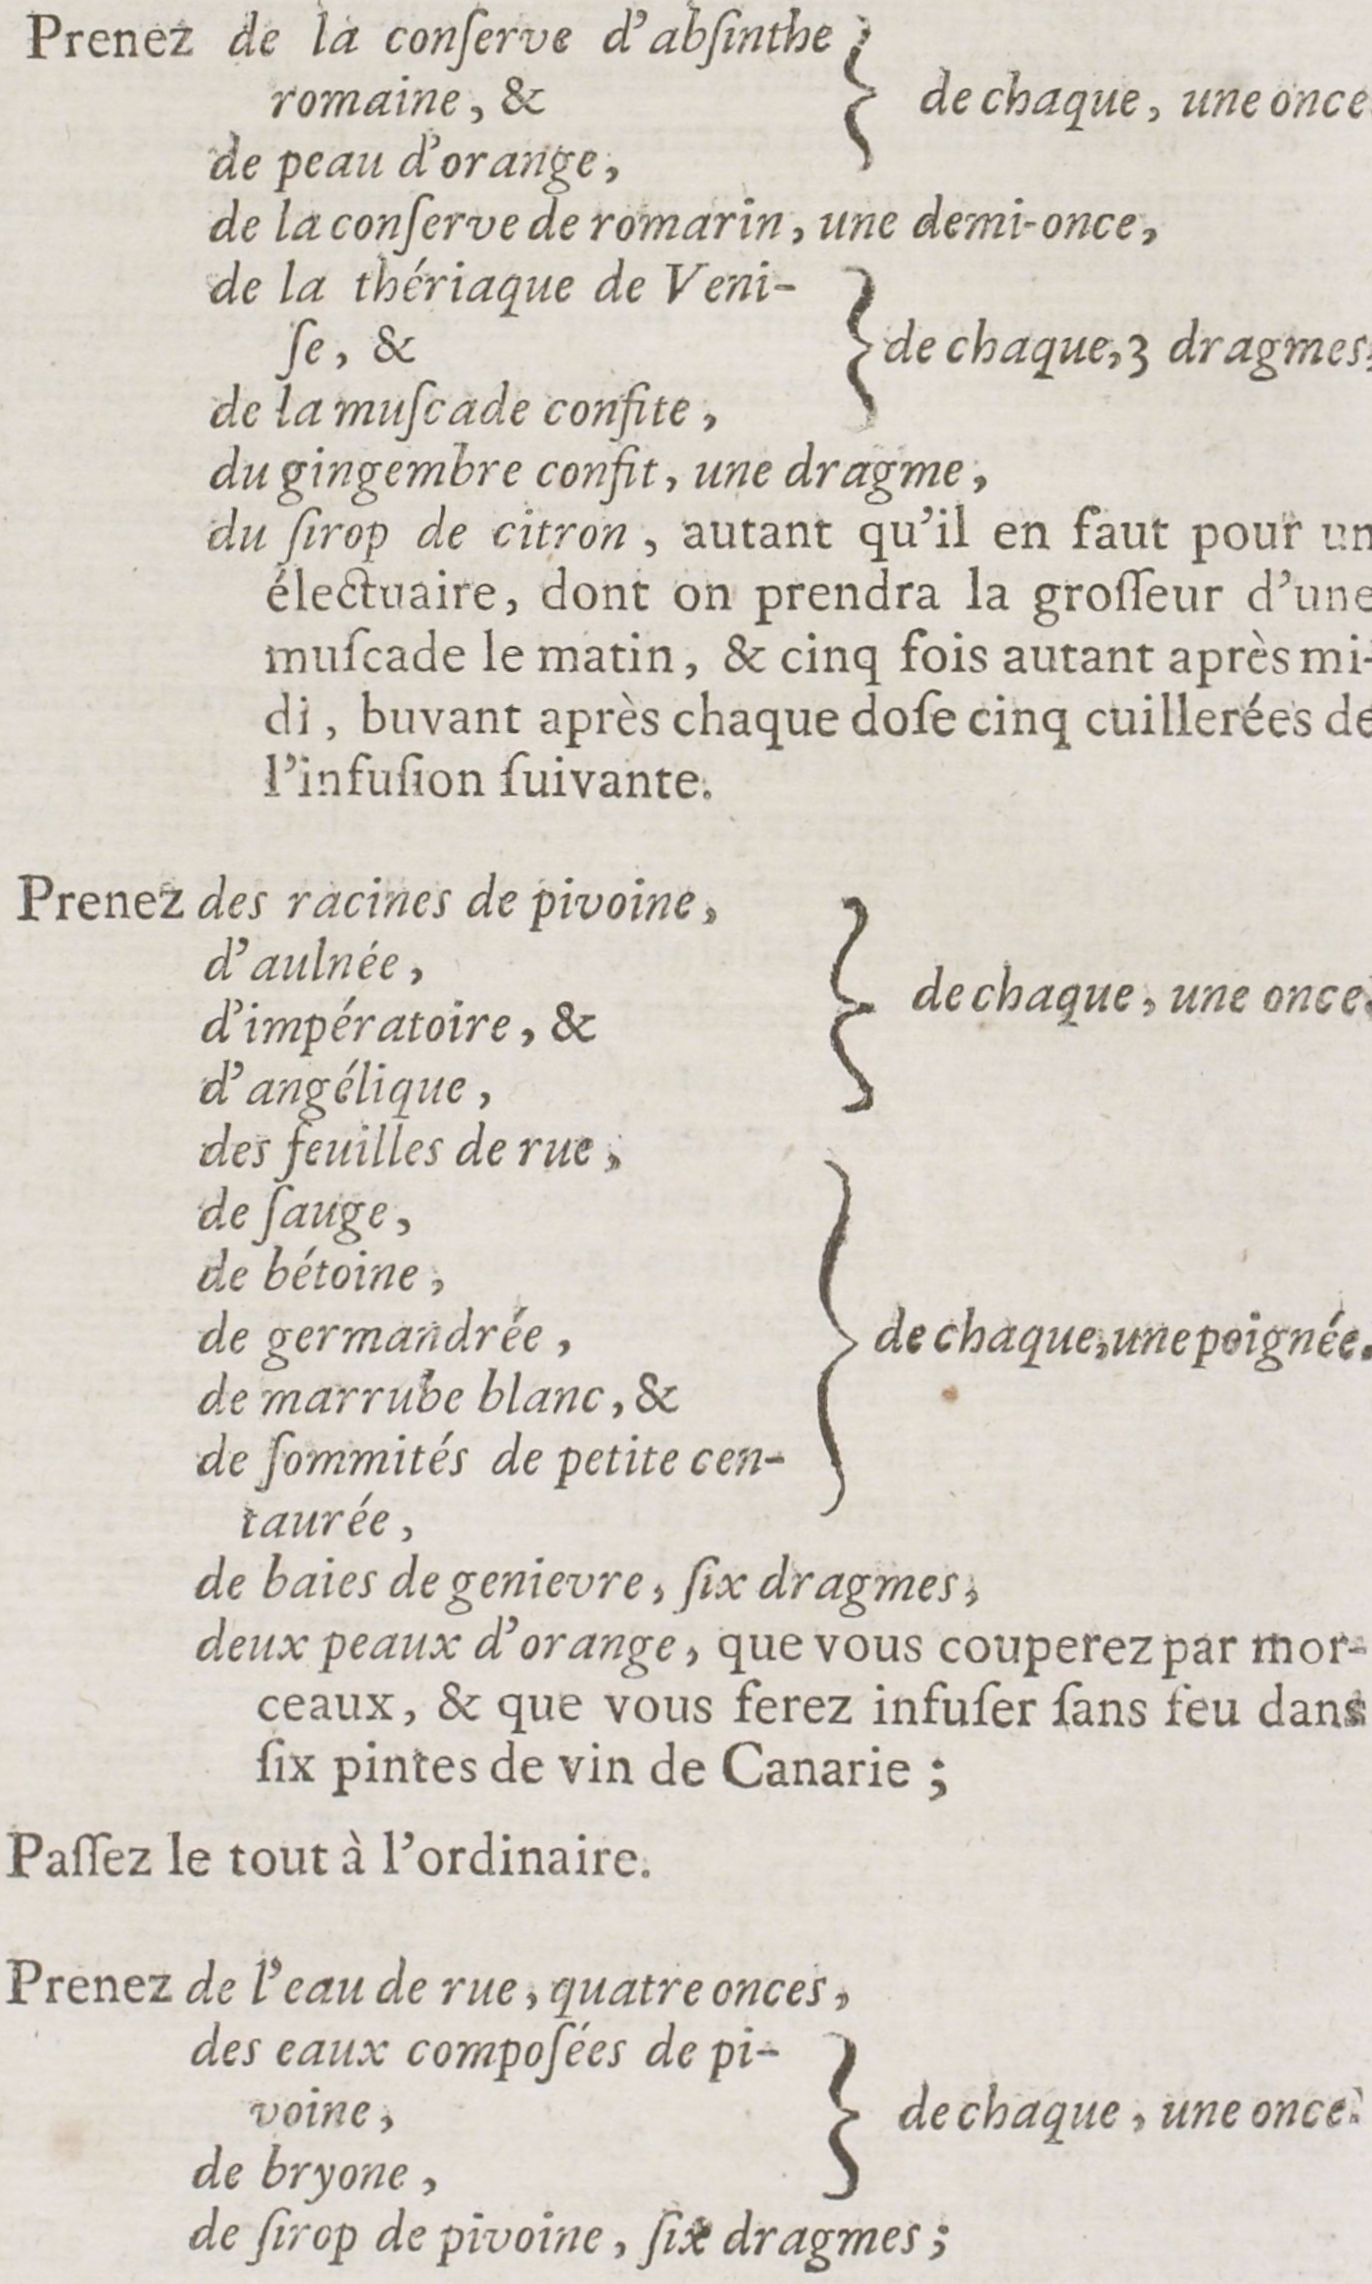 Prenez de la conſerve d'abſinthe
romaine, &
de chaque, une once
de peau d'orange,
de la conſerve de romarin, une demi-once,
de la thériaque de Veni-
ſe, &
de chaque, 3 dragmes,
de la muſcade confite,
du gingembre confit, une dragme,
du ſirop de citron, autant qu'il en faut pour un
électuaire, dont on prendra la groſſeur d'une
muſcade le matin, & cinq fois autant après mi-
di, buvant après chaque doſe cinq cuillerées de
l'infuſion ſuivante.
Prenez des racines de pivoine,
d'aulnée,
d'impératoire, &
d'angélique,
de chaque, une once.
des feuilles de rue,
de ſauge,
de bétoine,
de germandrée,
de marrube blanc, &
de ſommités de petite cen-
taurée,
de chaque, une poignée.
de baies de genievre, ſix dragmes,
deux peaux d'orange, que vous couperez par mor-
ceaux, & que vous ferez infuſer ſans feu dans
ſix pintes de vin de Canarie;
Paſſez le tout à l'ordinaire.
Prenez de l'eau de rue, quatre onces,
des eaux compoſées de pi-
voine,
de bryone,
de chaque, une once.
de ſirop de pivoine, ſix dragmes;